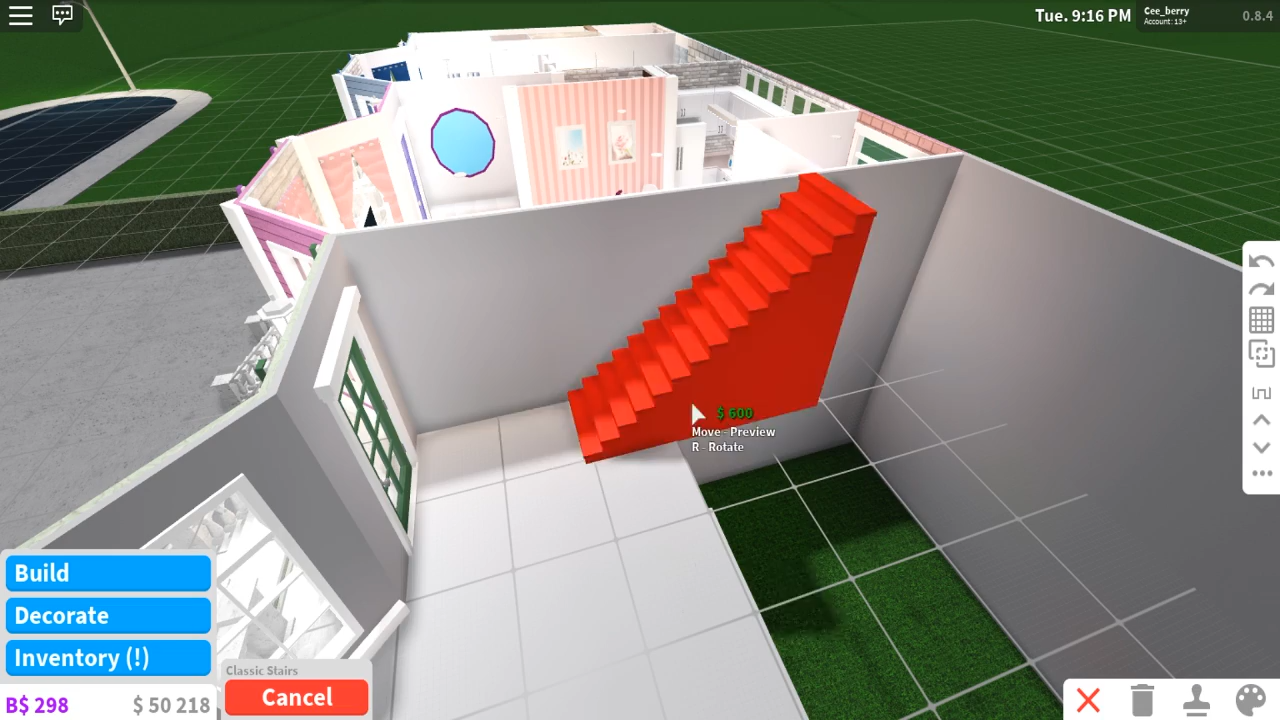 Tue. 9:16 PM
Cee_berry
Account: 13+
0.8.4
$ 600
Move - Preview
R - Rotate
Build
Decorate
Inventory (!)
Classic Stairs
B$ 298
$ 50 218
Cancel